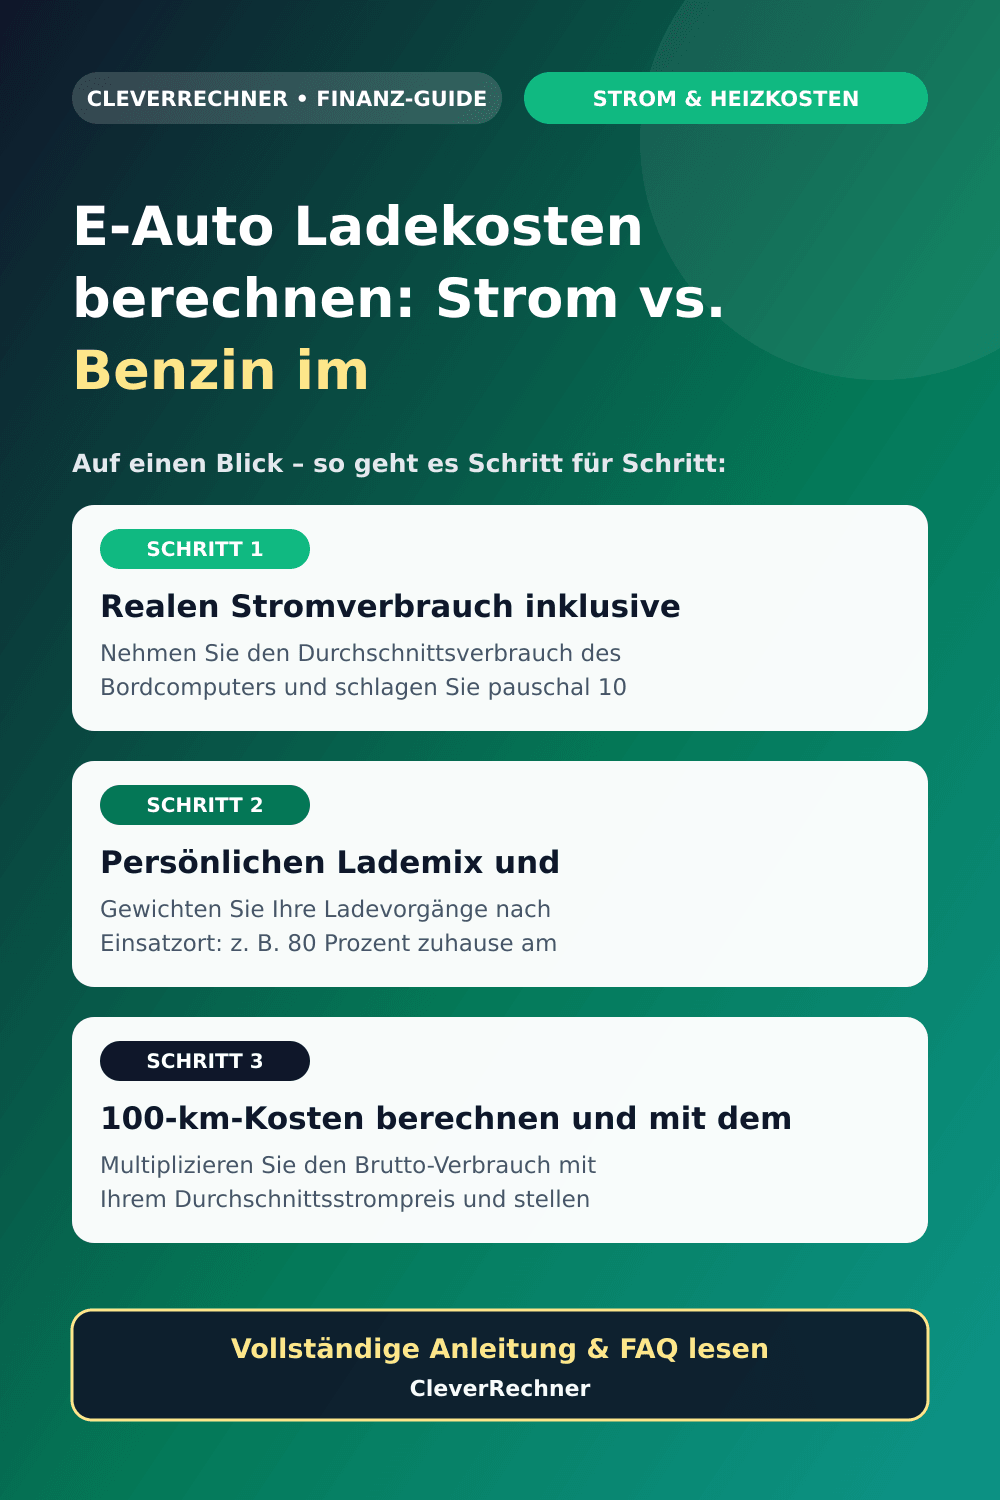 CLEVERRECHNER • FINANZ-GUIDE
STROM & HEIZKOSTEN
E-Auto Ladekosten
berechnen: Strom vs.
Benzin im
Auf einen Blick – so geht es Schritt für Schritt:
SCHRITT 1
Realen Stromverbrauch inklusive
Nehmen Sie den Durchschnittsverbrauch des
Bordcomputers und schlagen Sie pauschal 10
SCHRITT 2
Persönlichen Lademix und
Gewichten Sie Ihre Ladevorgänge nach
Einsatzort: z. B. 80 Prozent zuhause am
SCHRITT 3
100-km-Kosten berechnen und mit dem
Multiplizieren Sie den Brutto-Verbrauch mit
Ihrem Durchschnittsstrompreis und stellen
Vollständige Anleitung & FAQ lesen
CleverRechner